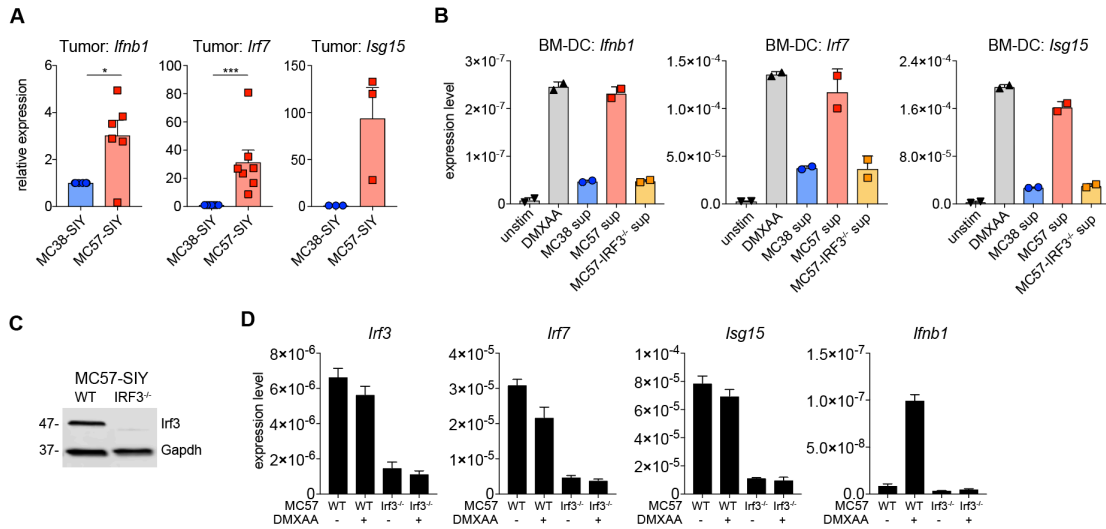 A
Tumor: Ifnb1
Tumor: Irf7
Tumor: Isg15
relative expression
6
4
2
0
*
100
80
60
40
20
0
***
150
125
100
75
50
25
0
MC38-SIY
MC57-SIY
MC38-SIY
MC57-SIY
MC38-SIY
MC57-SIY
B
BM-DC: Ifnb1
BM-DC: Irf7
BM-DC: Isg15
expression level
3×10⁻⁷
2×10⁻⁷
1×10⁻⁷
0
1.5×10⁻⁴
1.0×10⁻⁴
5.0×10⁻⁵
0.0
2.4×10⁻⁴
1.6×10⁻⁴
8.0×10⁻⁵
0.0
unstim
DMXAA
MC38 sup
MC57 sup
MC57-IRF3⁻/⁻ sup
unstim
DMXAA
MC38 sup
MC57 sup
MC57-IRF3⁻/⁻ sup
unstim
DMXAA
MC38 sup
MC57 sup
MC57-IRF3⁻/⁻ sup
C
MC57-SIY
WT IRF3⁻/⁻
47- Irf3
37- Gapdh
D
Irf3
Irf7
Isg15
Ifnb1
expression level
8×10⁻⁶
6×10⁻⁶
4×10⁻⁶
2×10⁻⁶
0
4×10⁻⁵
3×10⁻⁵
2×10⁻⁵
1×10⁻⁵
0
1×10⁻⁴
8×10⁻⁵
6×10⁻⁵
4×10⁻⁵
2×10⁻⁵
0
1.5×10⁻⁷
1.0×10⁻⁷
5.0×10⁻⁸
0.0
MC57 WT WT Irf3⁻/⁻ Irf3⁻/⁻
DMXAA - + - +
MC57 WT WT Irf3⁻/⁻ Irf3⁻/⁻
DMXAA - + - +
MC57 WT WT Irf3⁻/⁻ Irf3⁻/⁻
DMXAA - + - +
MC57 WT WT Irf3⁻/⁻ Irf3⁻/⁻
DMXAA - + - +